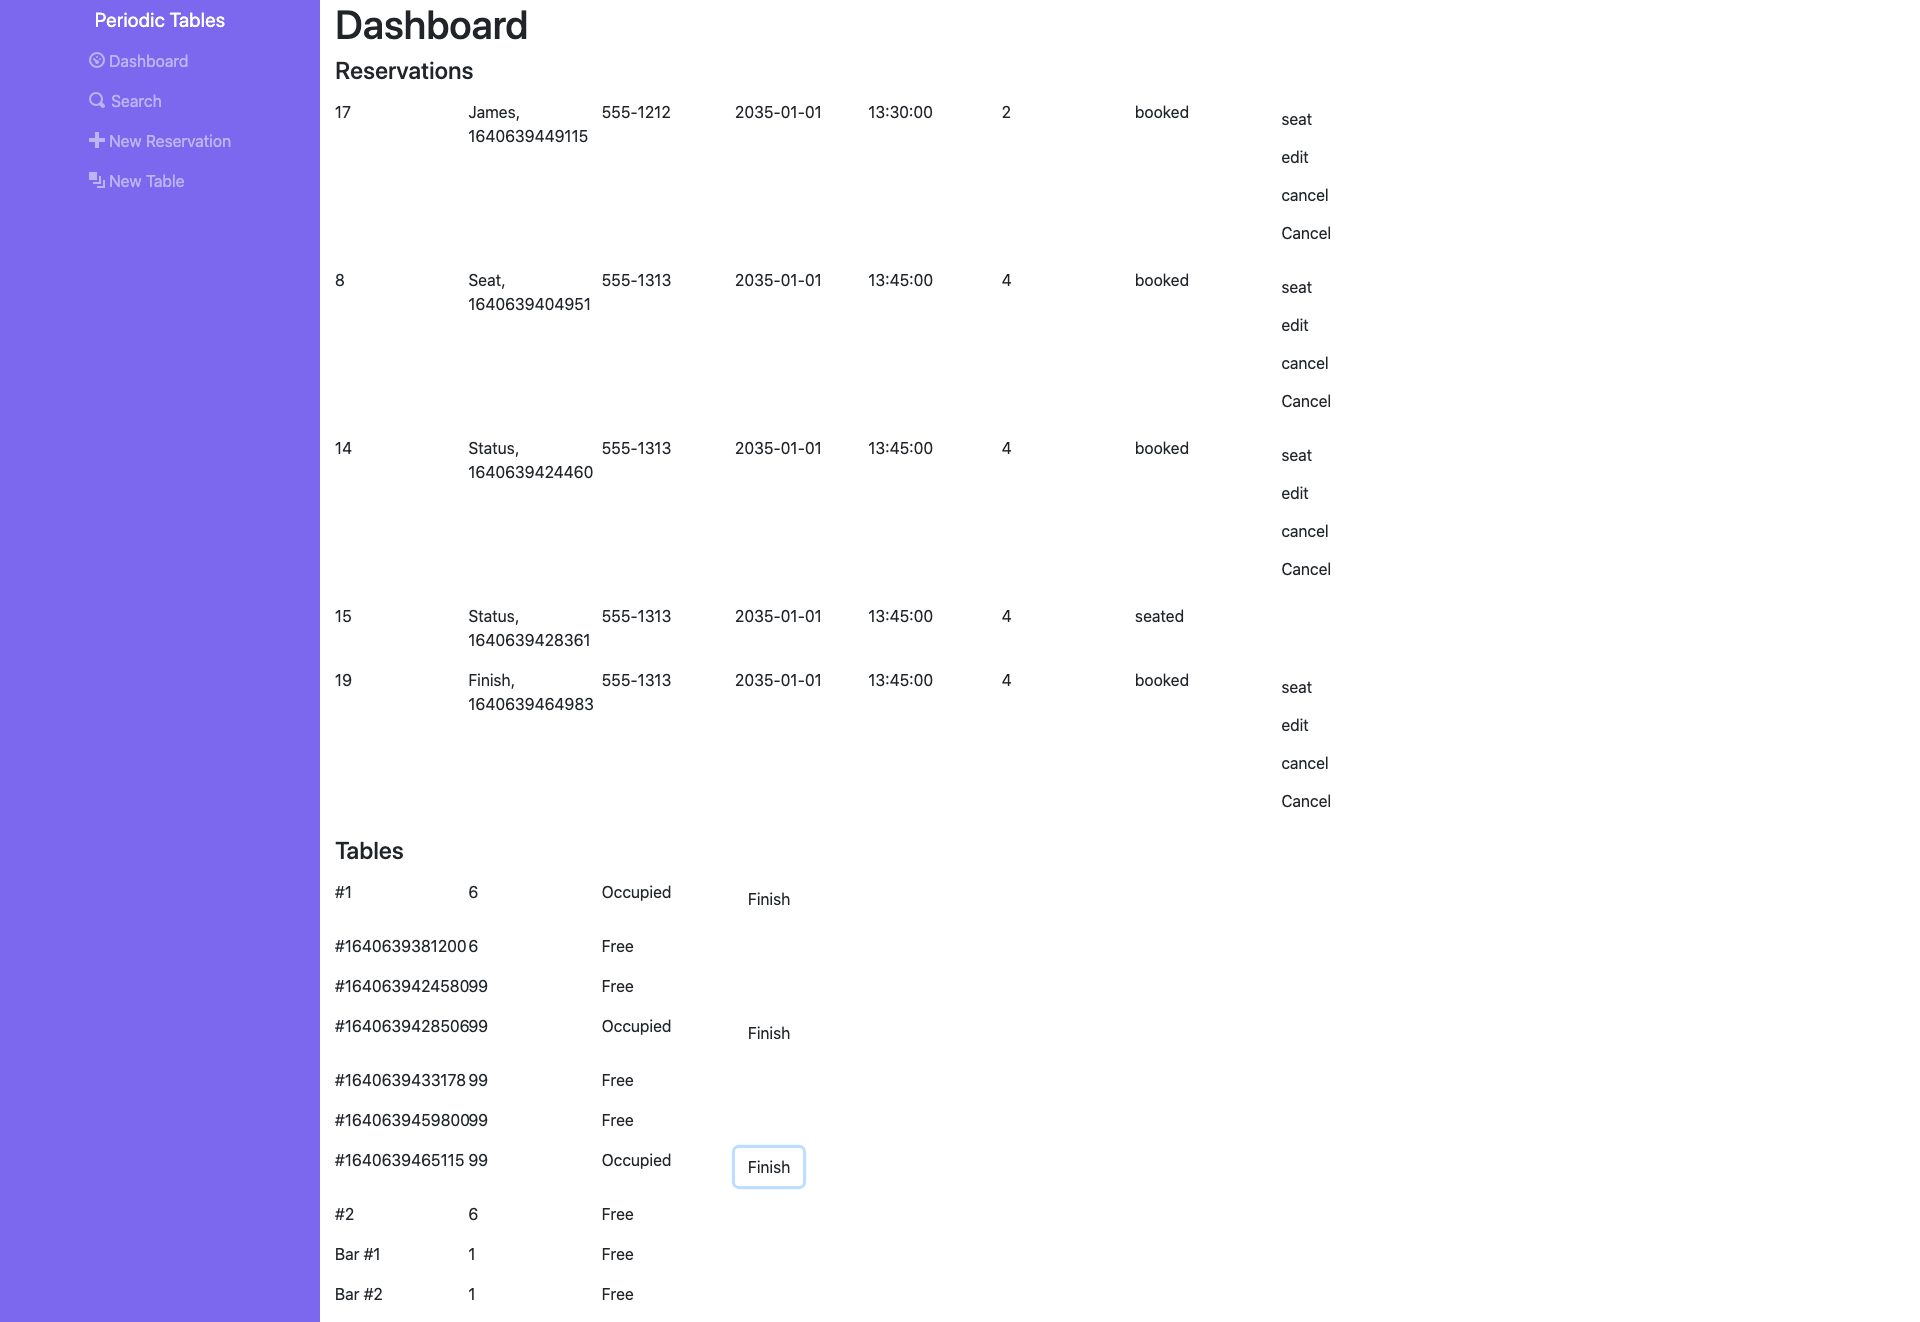 Periodic Tables
Dashboard
Search
New Reservation
New Table
Dashboard
Reservations
17 James, 555-1212 2035-01-01 13:30:00 2 booked seat
1640639449115
edit
cancel
Cancel
8 Seat, 555-1313 2035-01-01 13:45:00 4 booked seat
1640639404951
edit
cancel
Cancel
14 Status, 555-1313 2035-01-01 13:45:00 4 booked seat
1640639424460
edit
cancel
Cancel
15 Status, 555-1313 2035-01-01 13:45:00 4 seated
1640639428361
19 Finish, 555-1313 2035-01-01 13:45:00 4 booked seat
1640639464983
edit
cancel
Cancel
Tables
#1 6 Occupied Finish
#1640639381200 6 Free
#1640639424580 99 Free
#1640639428506 99 Occupied Finish
#1640639433178 99 Free
#1640639459800 99 Free
#1640639465115 99 Occupied Finish
#2 6 Free
Bar #1 1 Free
Bar #2 1 Free